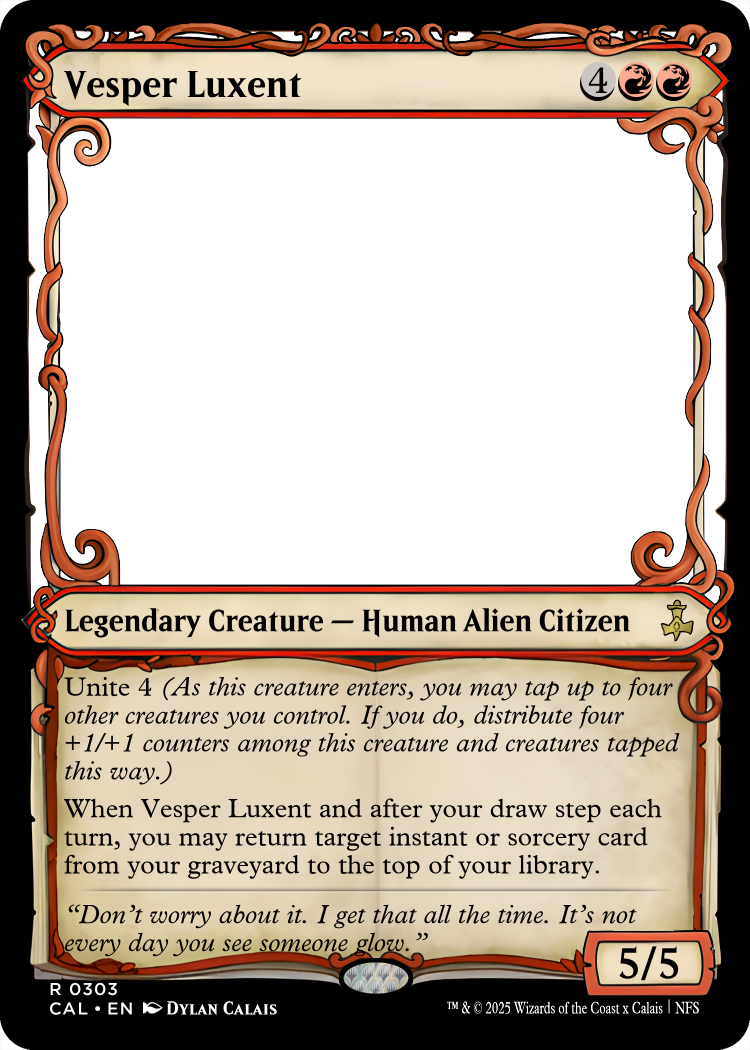 Vesper Luxent 4
Legendary Creature — Human Alien Citizen
Unite 4 (As this creature enters, you may tap up to four
other creatures you control. If you do, distribute four
+1/+1 counters among this creature and creatures tapped
this way.)
When Vesper Luxent and after your draw step each
turn, you may return target instant or sorcery card
from your graveyard to the top of your library.
“Don’t worry about it. I get that all the time. It’s not
every day you see someone glow.”
5/5
R 0303
CAL • EN Dylan Calais
™ & © 2025 Wizards of the Coast x Calais | NFS